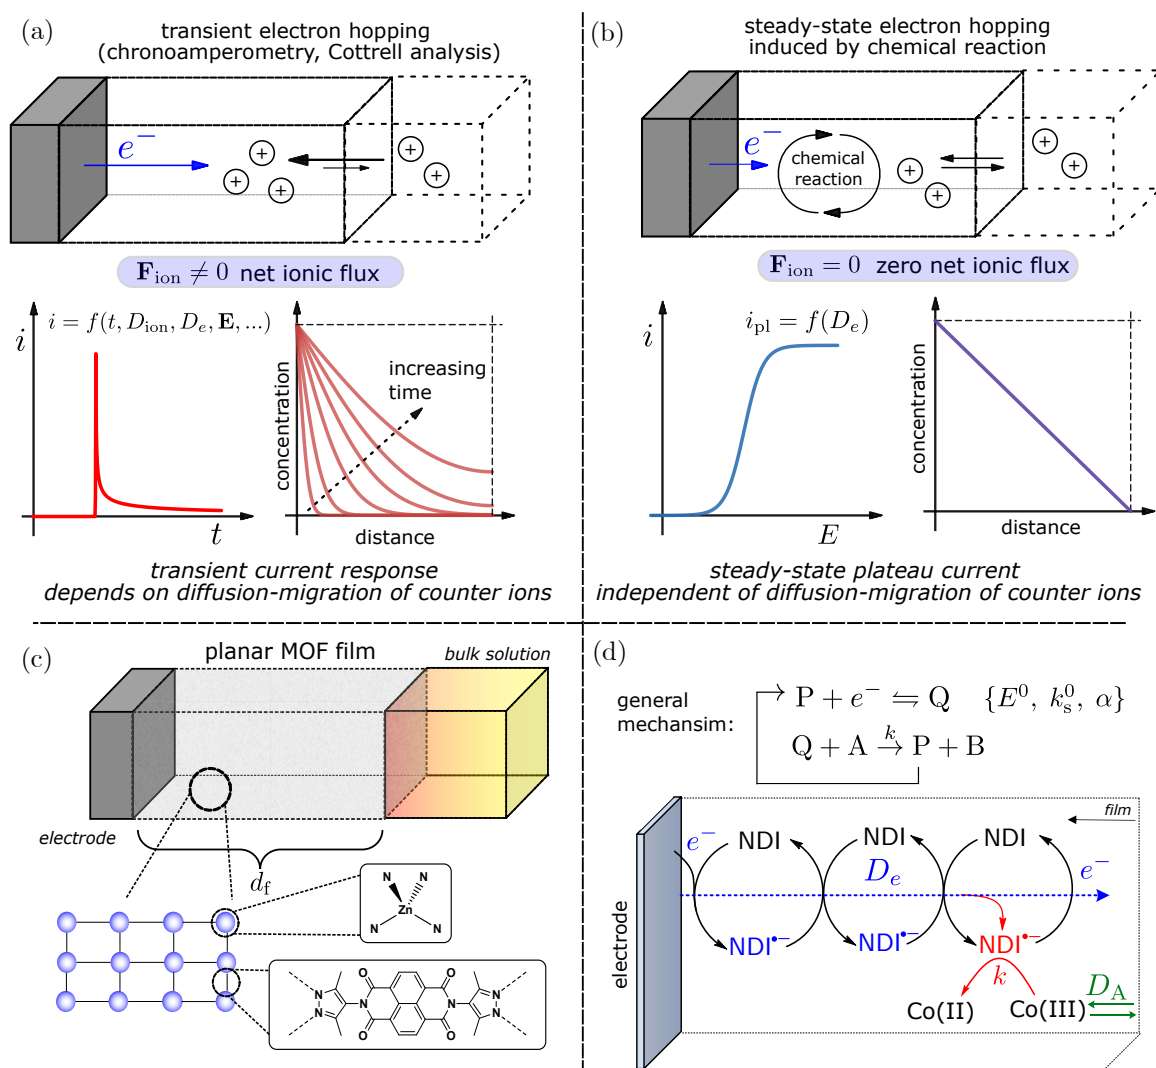 (a)
transient electron hopping
(chronoamperometry, Cottrell analysis)
e⁻
+
+
+
+
+
F_ion ≠ 0 net ionic flux
i = f(t, D_ion, D_e, E, ...)
i
t
concentration
increasing
time
distance
transient current response
depends on diffusion-migration of counter ions
(b)
steady-state electron hopping
induced by chemical reaction
e⁻
chemical
reaction
+
+
+
+
F_ion = 0 zero net ionic flux
i_pl = f(D_e)
i
E
concentration
distance
steady-state plateau current
independent of diffusion-migration of counter ions
(c)
planar MOF film
bulk solution
electrode
d_f
N N N
Zn
N N
N N
O O
N N
O O
N N
(d)
general
mechansim:
P + e⁻ ⇋ Q {E⁰, k_s⁰, α}
Q + A →k P + B
film
e⁻
NDI
NDI
NDI
D_e
e⁻
NDI•−
NDI•−
NDI•−
k
D_A
Co(II)
Co(III)
electrode